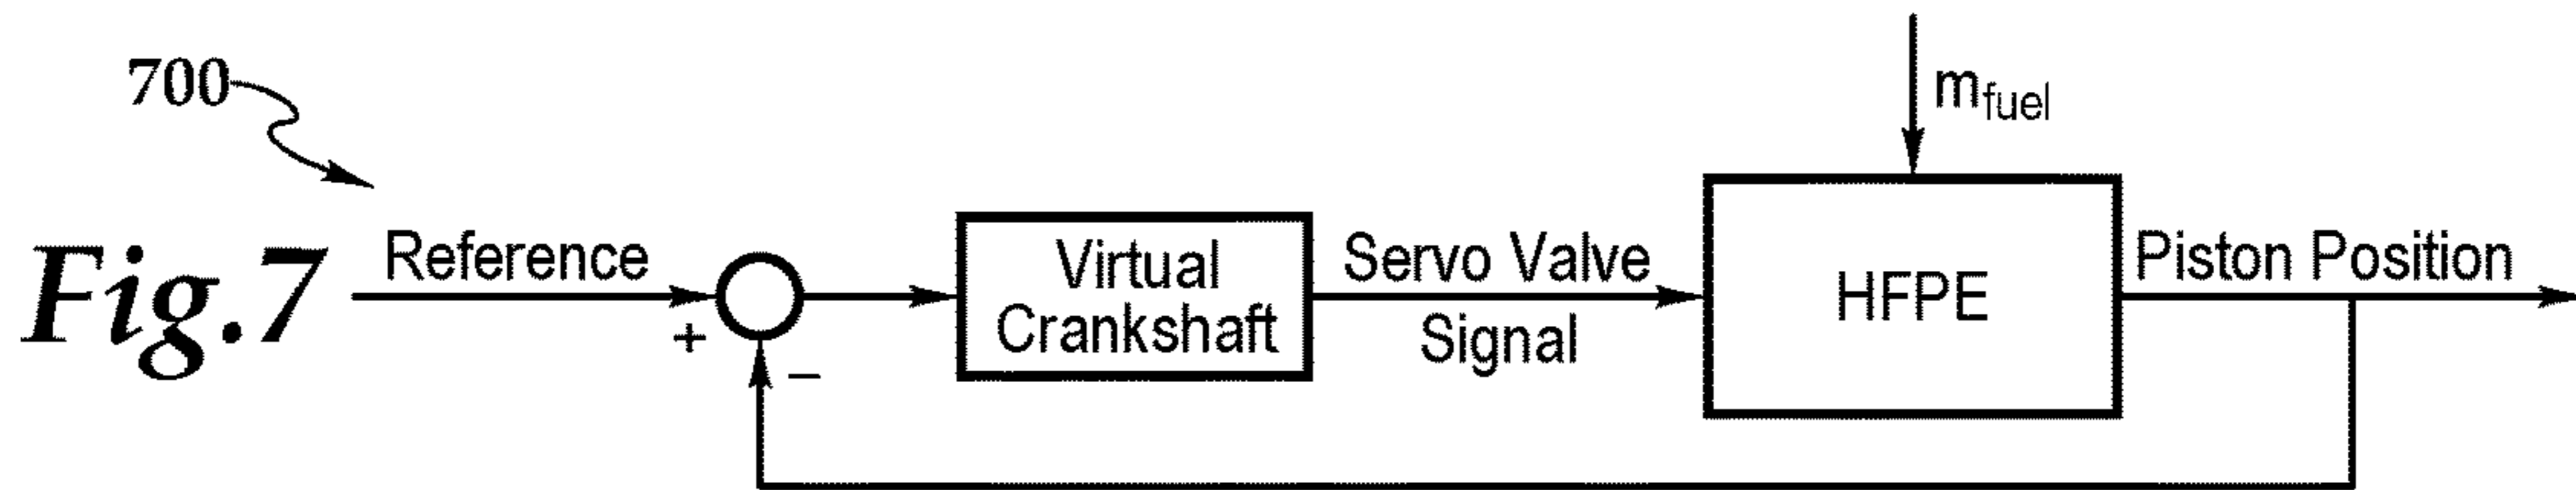 700
m_fuel
Fig.7
Reference
+
−
Virtual
Crankshaft
Servo Valve
Signal
HFPE
Piston Position